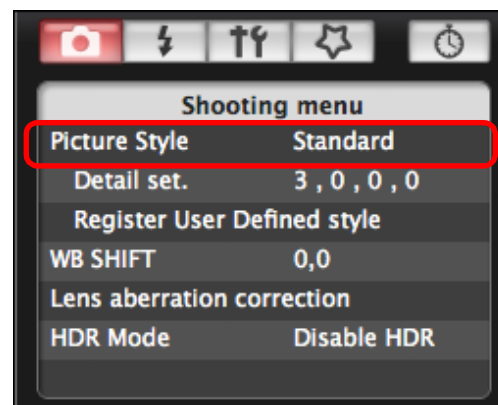 Shooting menu
Picture Style Standard
Detail set. 3 , 0 , 0 , 0
Register User Defined style
WB SHIFT 0,0
Lens aberration correction
HDR Mode Disable HDR